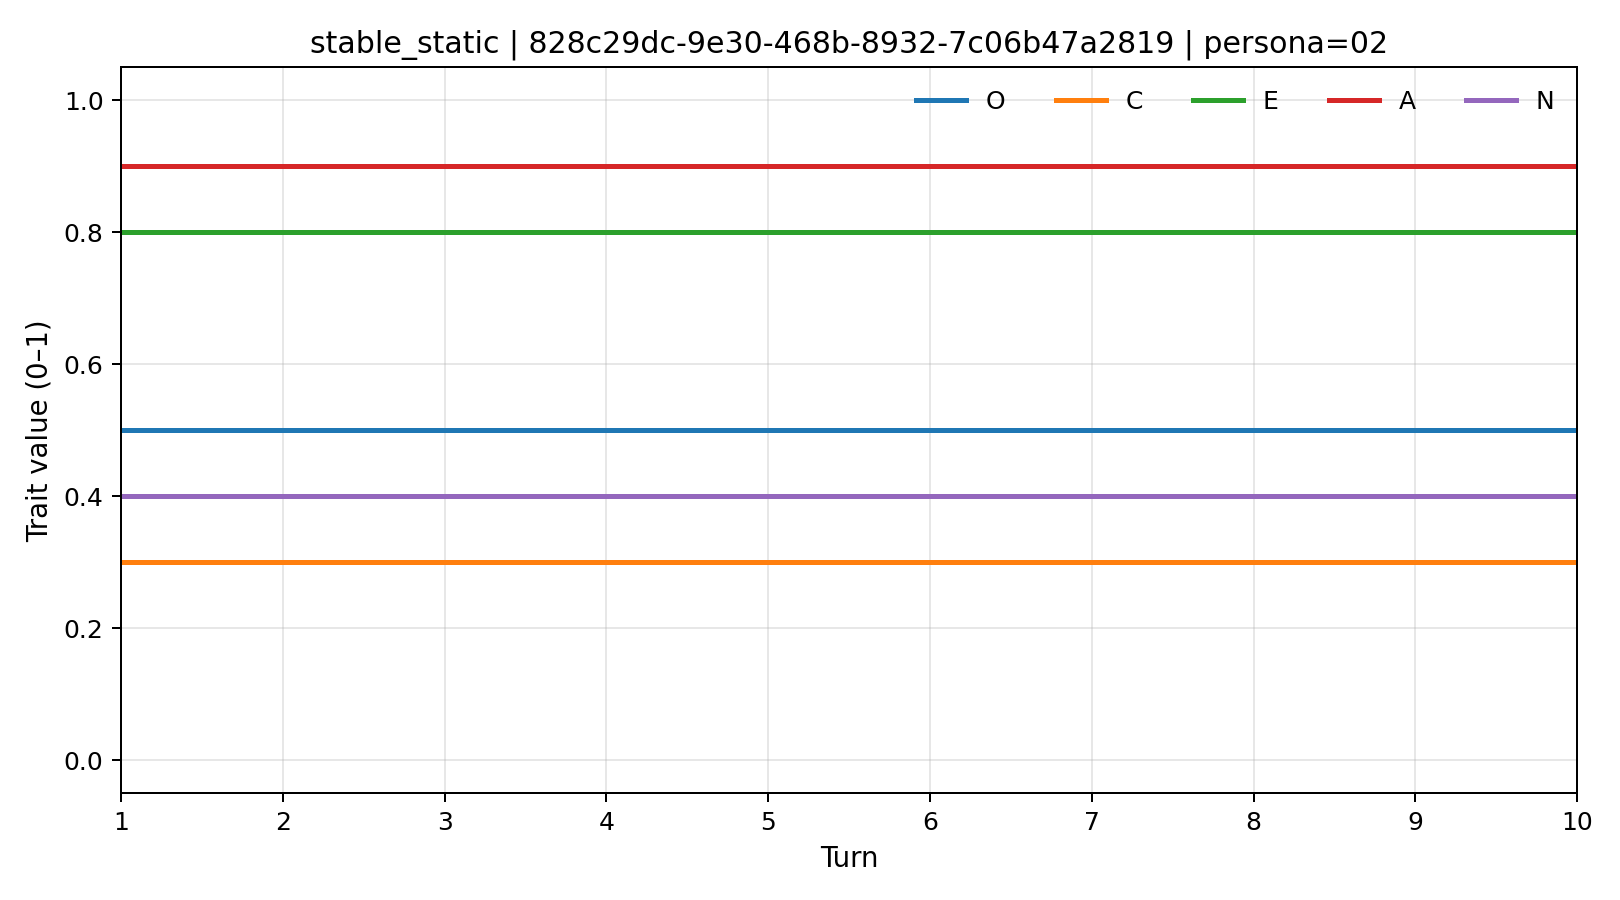 stable_static | 828c29dc-9e30-468b-8932-7c06b47a2819 | persona=02
O C E A N
Trait value (0–1)
1.0
0.8
0.6
0.4
0.2
0.0
1 2 3 4 5 6 7 8 9 10
Turn